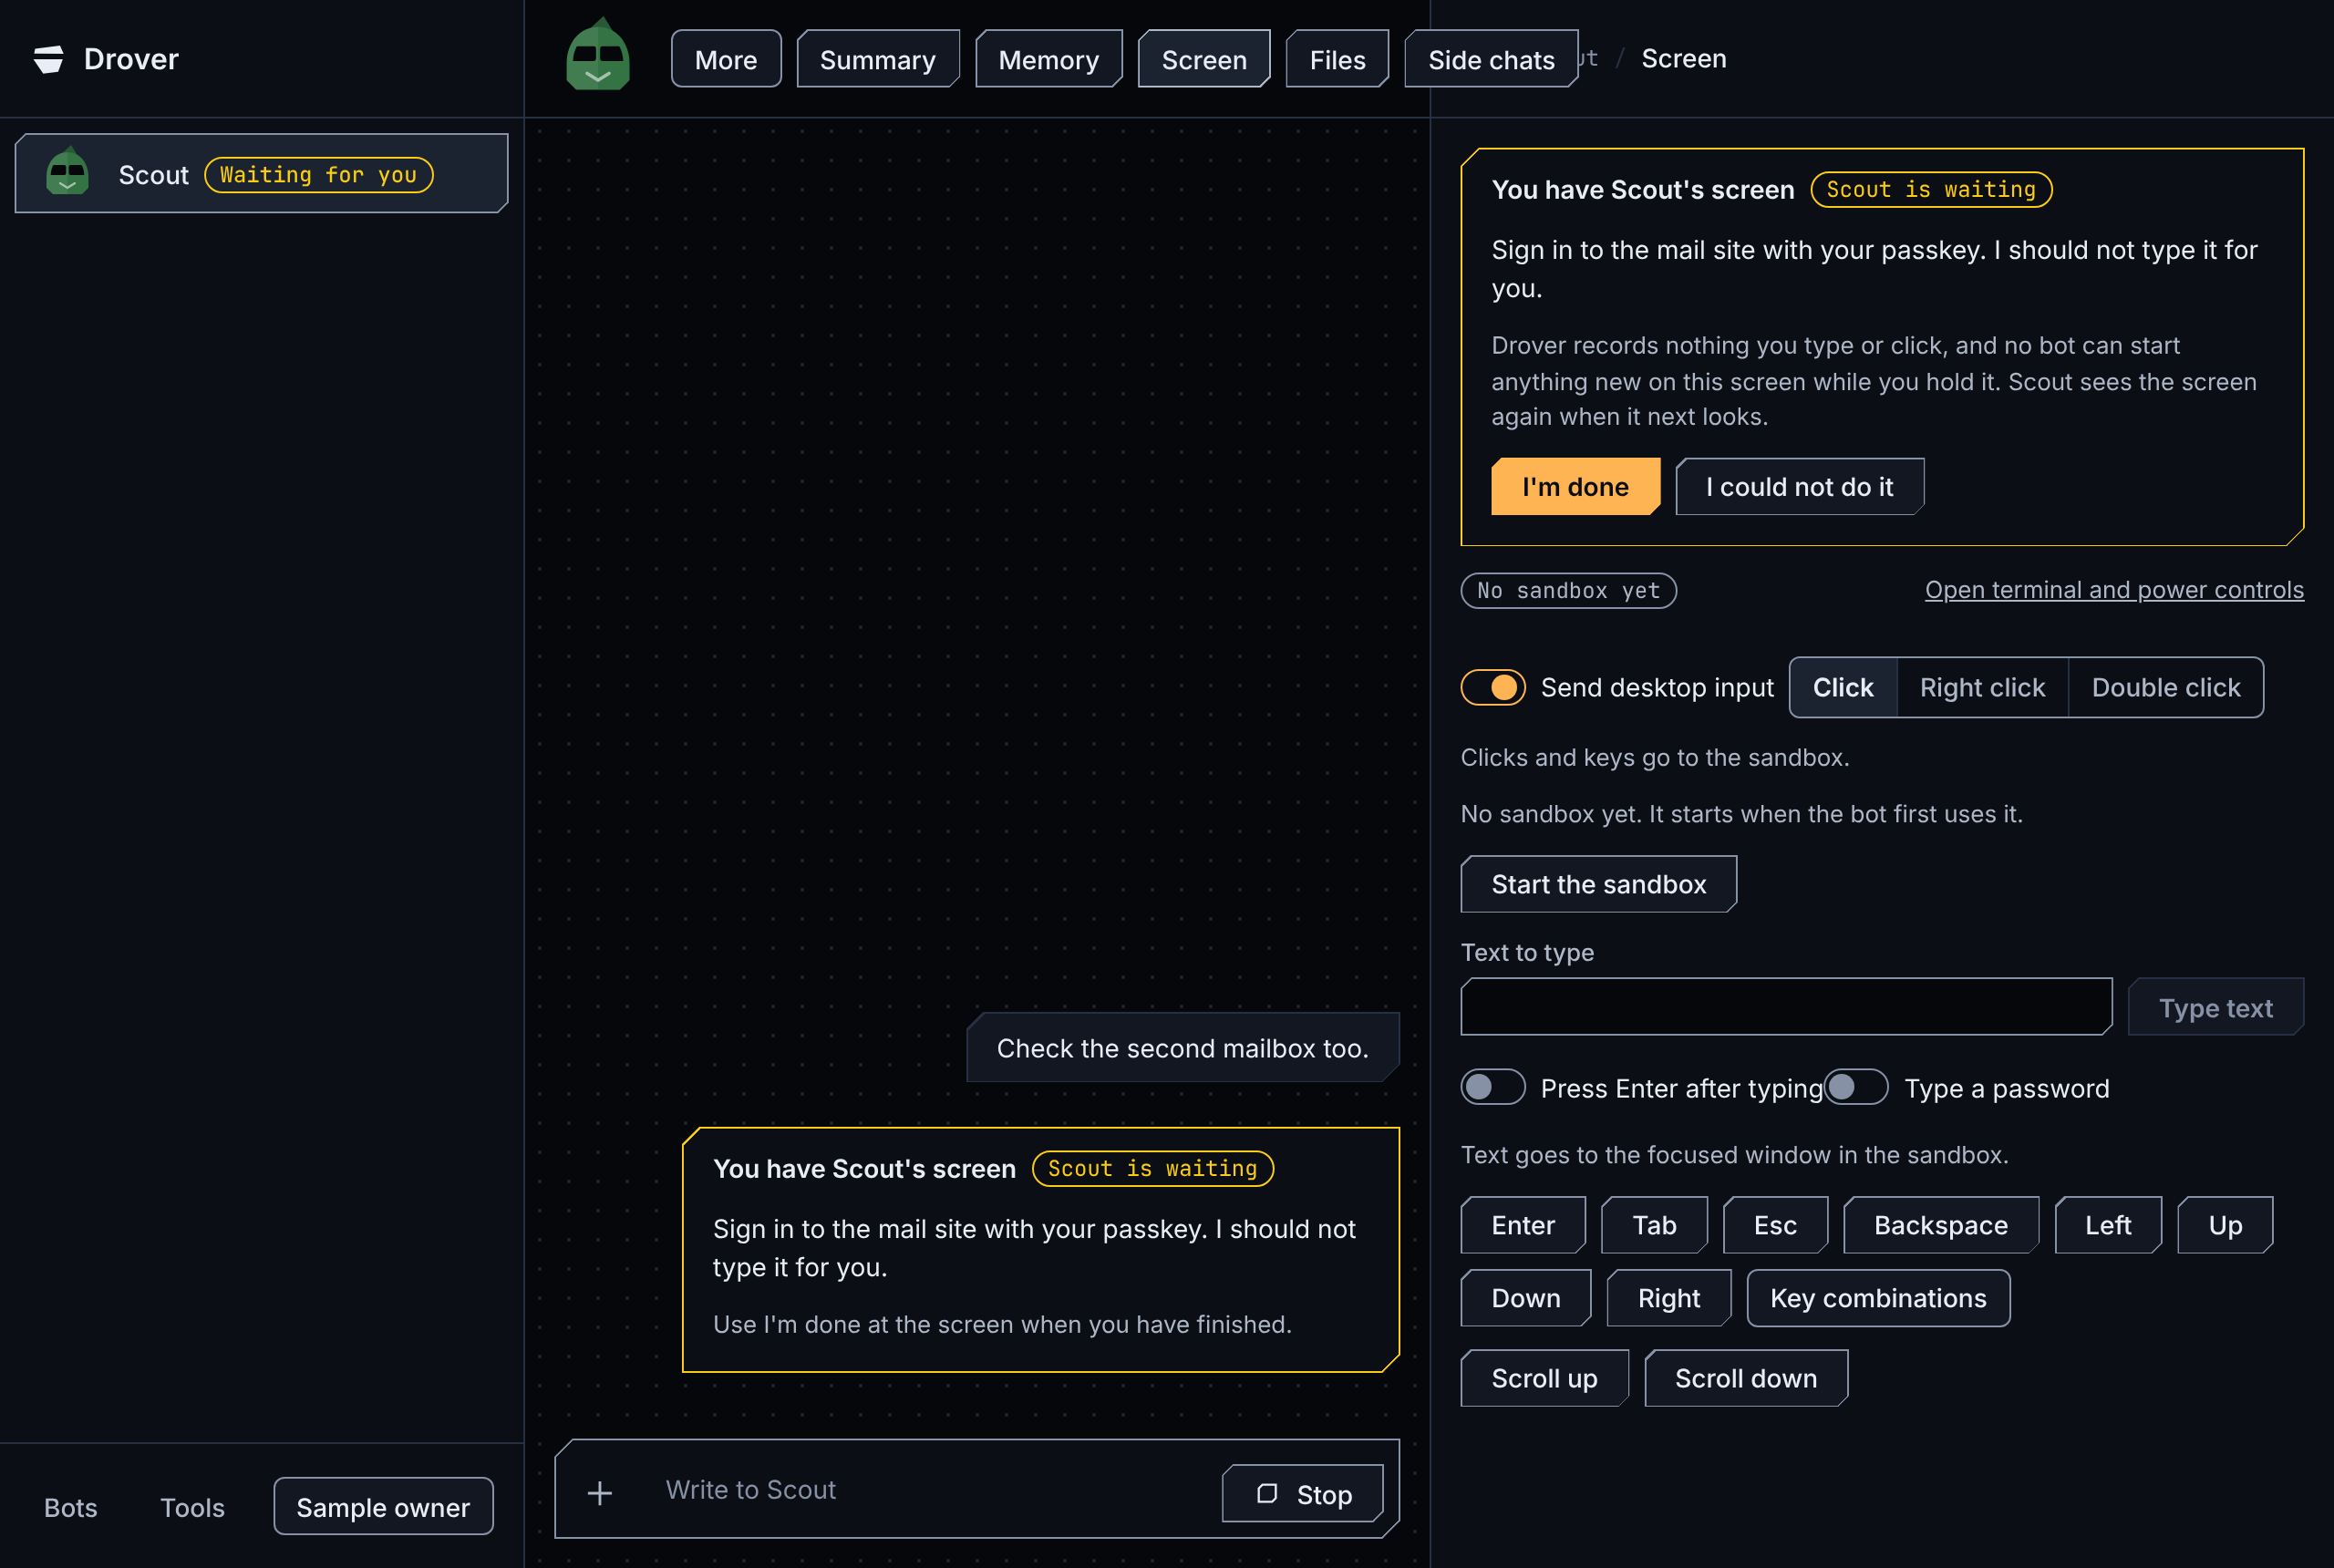 Drover
Scout Waiting for you
Bots Tools Sample owner
More Summary Memory Screen Files Side chats
Check the second mailbox too.
You have Scout's screen Scout is waiting
Sign in to the mail site with your passkey. I should not
type it for you.
Use I'm done at the screen when you have finished.
Write to Scout Stop
/ Screen
You have Scout's screen Scout is waiting
Sign in to the mail site with your passkey. I should not type it for
you.
Drover records nothing you type or click, and no bot can start
anything new on this screen while you hold it. Scout sees the screen
again when it next looks.
I'm done I could not do it
No sandbox yet Open terminal and power controls
Send desktop input Click Right click Double click
Clicks and keys go to the sandbox.
No sandbox yet. It starts when the bot first uses it.
Start the sandbox
Text to type
Type text
Press Enter after typing Type a password
Text goes to the focused window in the sandbox.
Enter Tab Esc Backspace Left Up
Down Right Key combinations
Scroll up Scroll down